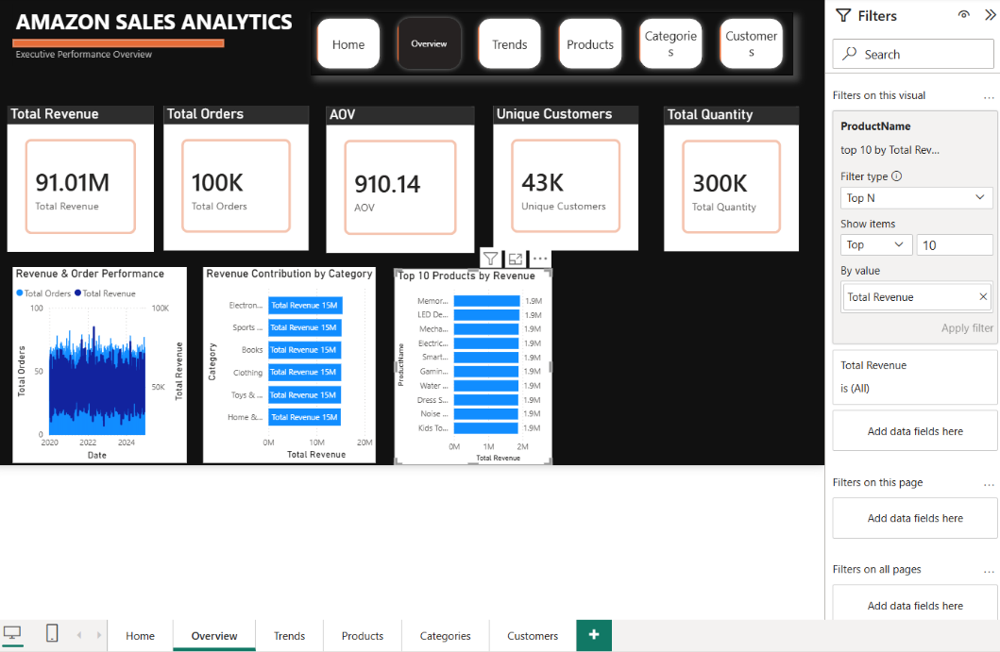 AMAZON SALES ANALYTICS
Executive Performance Overview
Home
Overview
Trends
Products
Categorie
s
Customer
s
Total Revenue
91.01M
Total Revenue
Total Orders
100K
Total Orders
AOV
910.14
AOV
Unique Customers
43K
Unique Customers
Total Quantity
300K
Total Quantity
Revenue & Order Performance
Total Orders Total Revenue
Total Orders
100
50
0
100K
50K
Total Revenue
2020 2022 2024
Date
Revenue Contribution by Category
Category
Electron... Total Revenue 15M
Sports ... Total Revenue 15M
Books Total Revenue 15M
Clothing Total Revenue 15M
Toys & ... Total Revenue 15M
Home &... Total Revenue 15M
0M 10M 20M
Total Revenue
Top 10 Products by Revenue
ProductName
Memor... 1.9M
LED De... 1.9M
Mecha... 1.9M
Electric... 1.9M
Smart... 1.9M
Gamin... 1.9M
Water ... 1.9M
Dress S... 1.9M
Noise ... 1.9M
Kids To... 1.9M
0M 1M 2M
Total Revenue
Filters
Search
Filters on this visual ...
ProductName
top 10 by Total Rev...
Filter type
Top N
Show items
Top 10
By value
Total Revenue
Apply filter
Total Revenue
is (All)
Add data fields here
Filters on this page ...
Add data fields here
Filters on all pages ...
Add data fields here
Home Overview Trends Products Categories Customers +